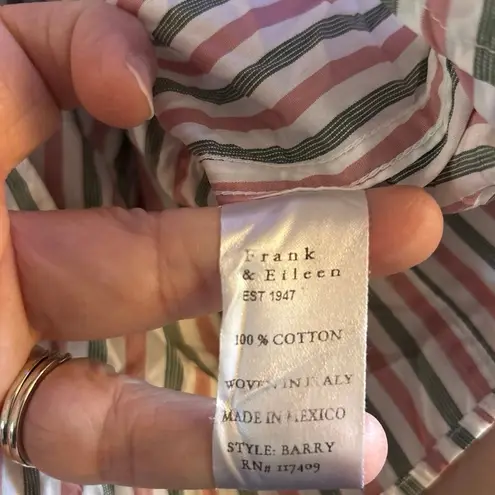 Frank
& Eileen
EST 1947
100 % COTTON
WOVEN IN ITALY
MADE IN MEXICO
STYLE: BARRY
RN# 117409